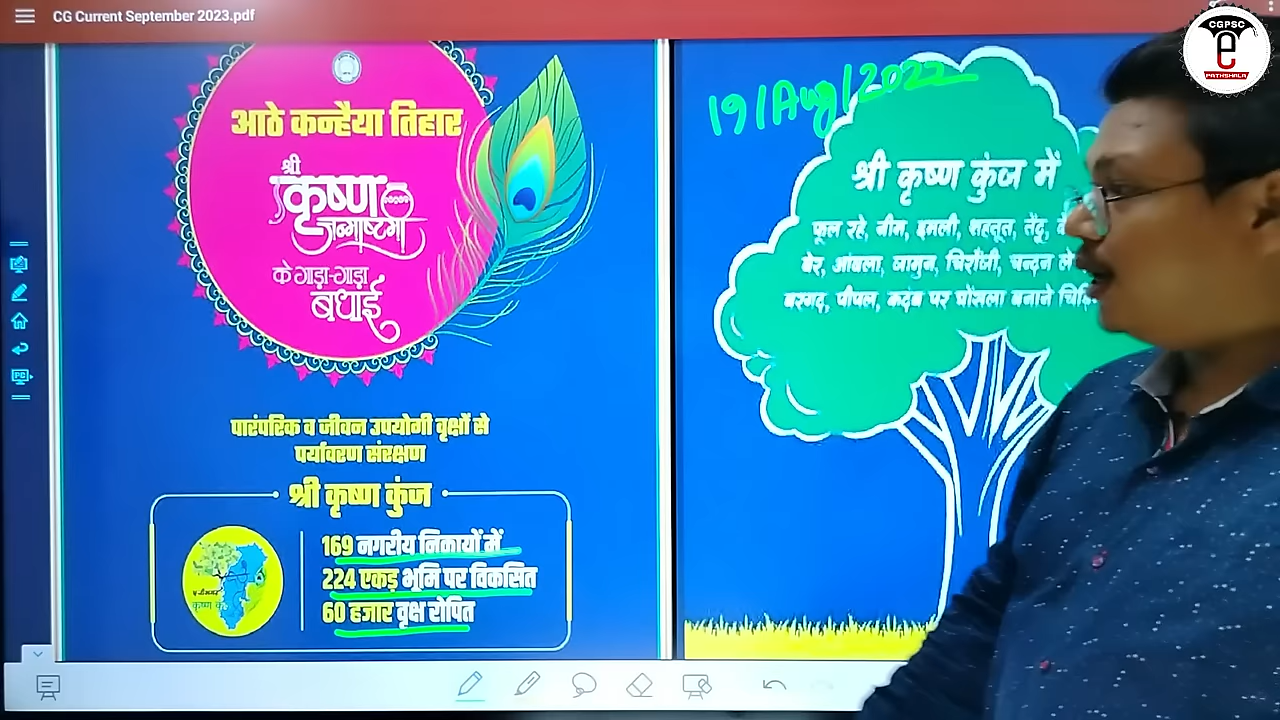 CG Current September 2023.pdf
CGPSC
e
PATHSHALA
आठे कन्हैया तिहार
श्री
कृष्ण
जन्माष्टमी
के गाड़ा-गाड़ा
बधाई
पारंपरिक व जीवन उपयोगी वृक्षों से
पर्यावरण संरक्षण
श्री कृष्ण कुंज
169 नगरीय निकायों में
224 एकड़ भूमि पर विकसित
60 हजार वृक्ष रोपित
कृष्ण
19/Aug/2022
श्री कृष्ण कुंज में
फूल रहे, नीम, इमली, शहतूत, तेंदू,
बेर, आंवला, जामुन, चिरौंजी, चन्दन
बरगद, पीपल, कदंब पर घोंसला बनाने
PC